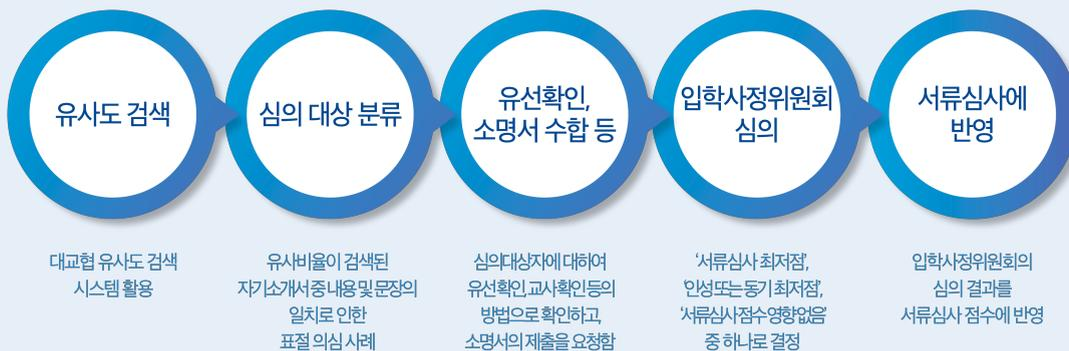 유사도 검색
심의 대상 분류
유선확인,
소명서 수합 등
입학사정위원회
심의
서류심사에
반영
대교협 유사도 검색
시스템 활용
유사비율이 검색된
자기소개서 중 내용 및 문장의
일치로 인한
표절 의심 사례
심의대상자에 대하여
유선확인, 교사확인 등의
방법으로 확인하고,
소명서의 제출을 요청함
'서류심사 최저점',
'인성 또는 동기 최저점',
'서류심사 점수 영향 없음'
중 하나로 결정
입학사정위원회의
심의 결과를
서류심사 점수에 반영